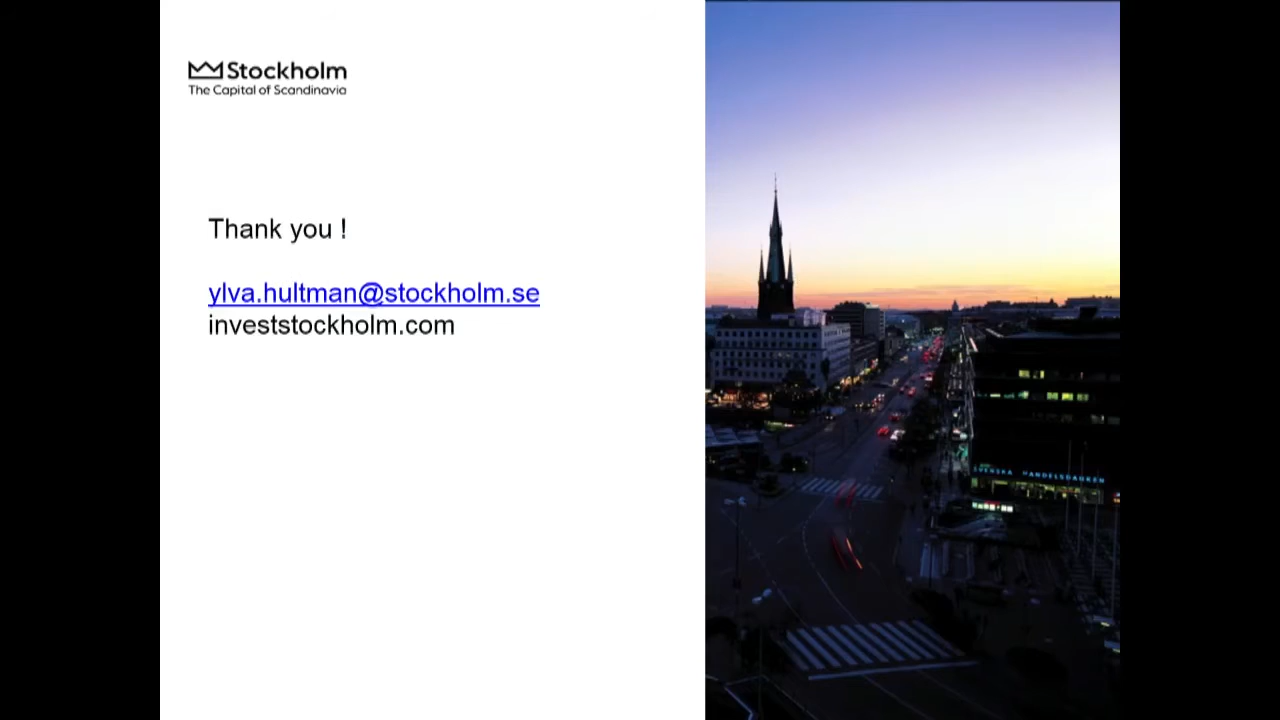 Stockholm
The Capital of Scandinavia
Thank you !
ylva.hultman@stockholm.se
investstockholm.com
SVENSKA HANDELSBANKEN